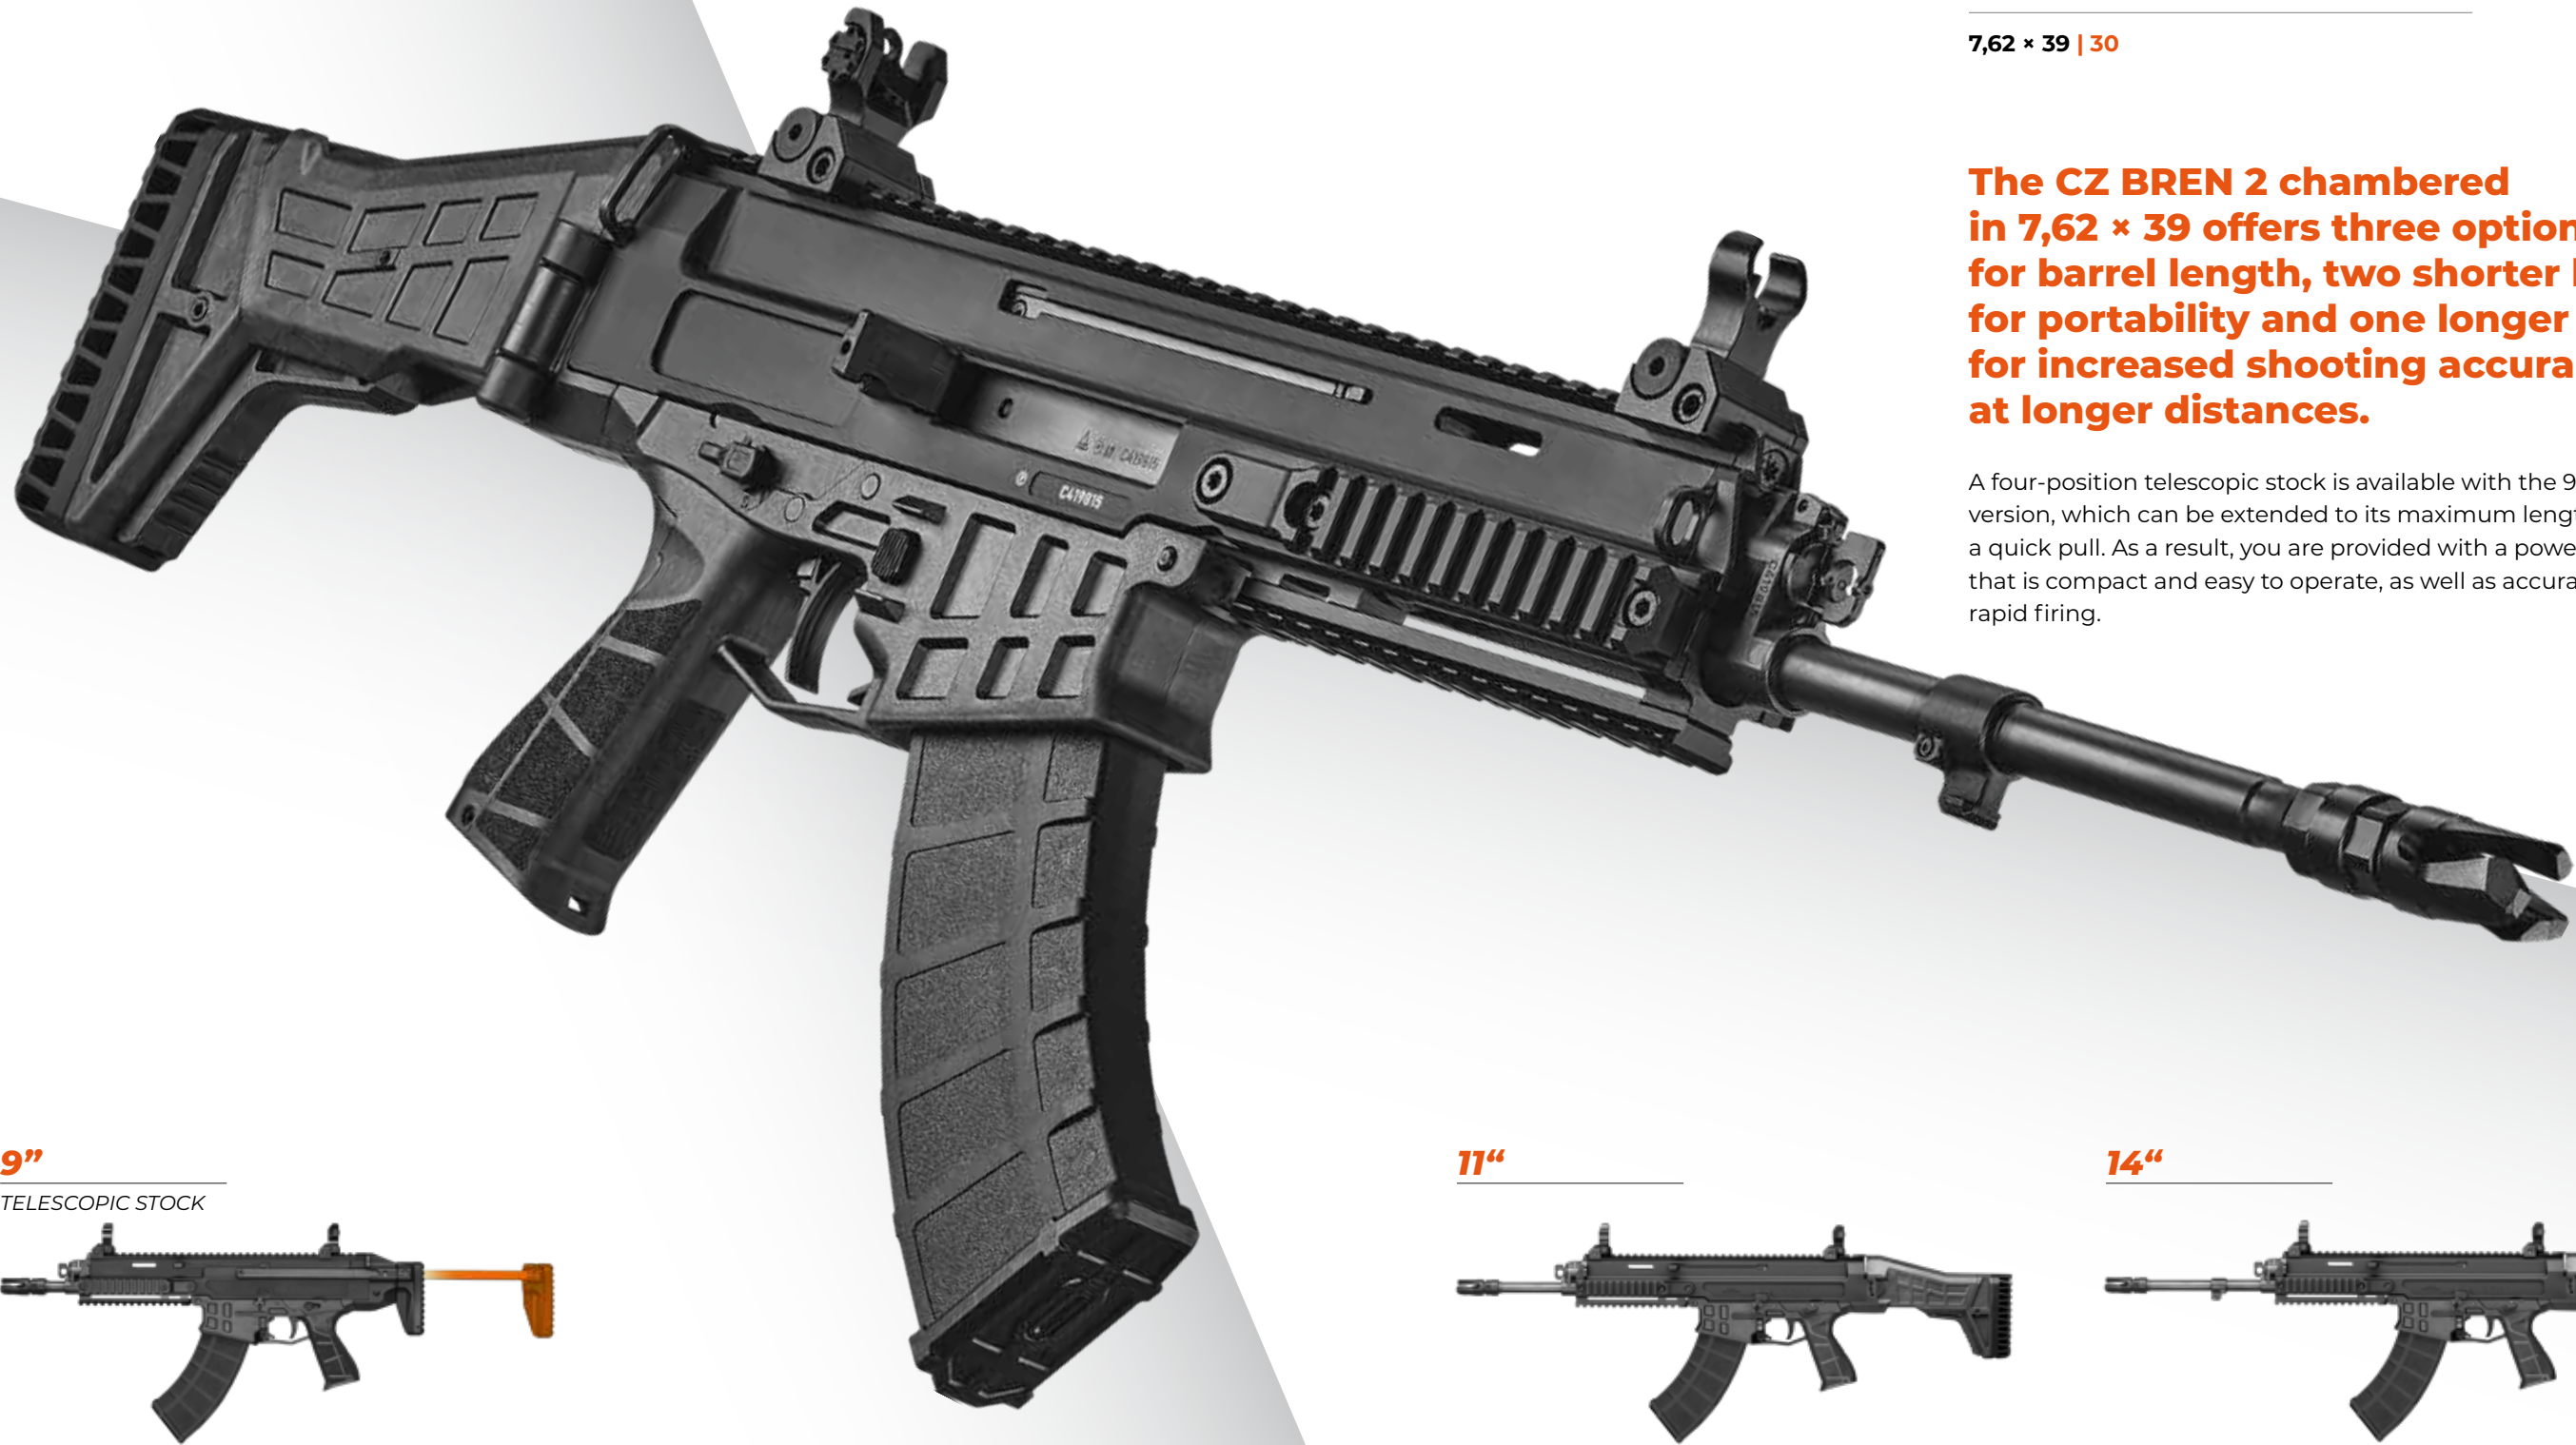 7,62 × 39 | 30
The CZ BREN 2 chambered
in 7,62 × 39 offers three option
for barrel length, two shorter
for portability and one longer
for increased shooting accura
at longer distances.
A four-position telescopic stock is available with the 9
version, which can be extended to its maximum leng
a quick pull. As a result, you are provided with a powe
that is compact and easy to operate, as well as accura
rapid firing.
C419815
9”
TELESCOPIC STOCK
11“
14“